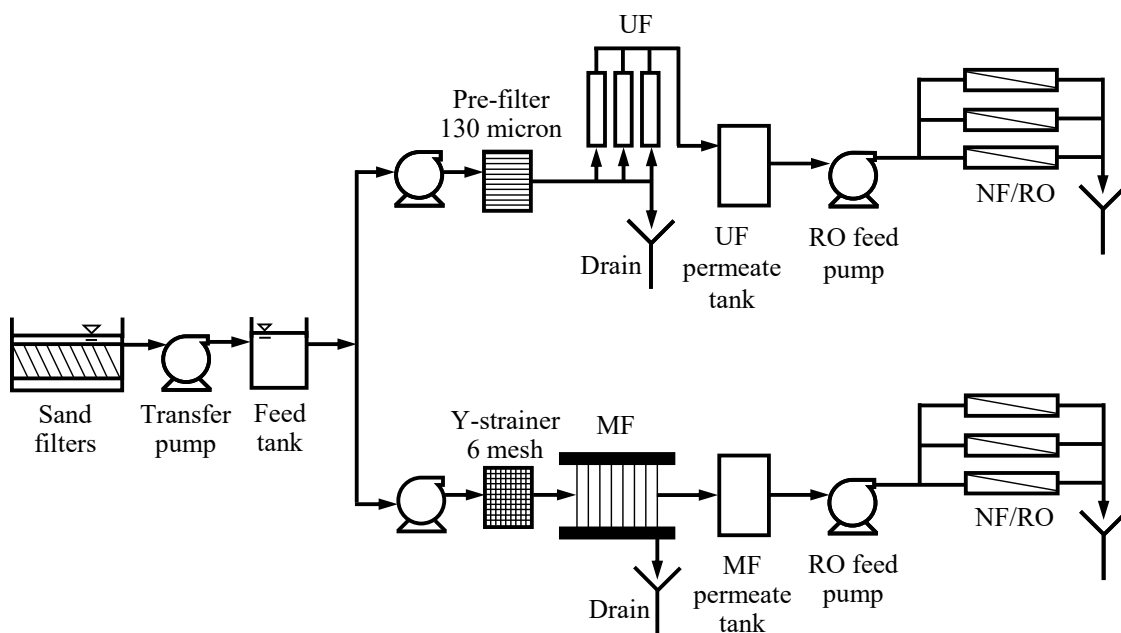 UF
Pre-filter
130 micron
NF/RO
Drain
UF
permeate
tank
RO feed
pump
Sand
filters
Transfer
pump
Feed
tank
Y-strainer
6 mesh
MF
NF/RO
Drain
MF
permeate
tank
RO feed
pump